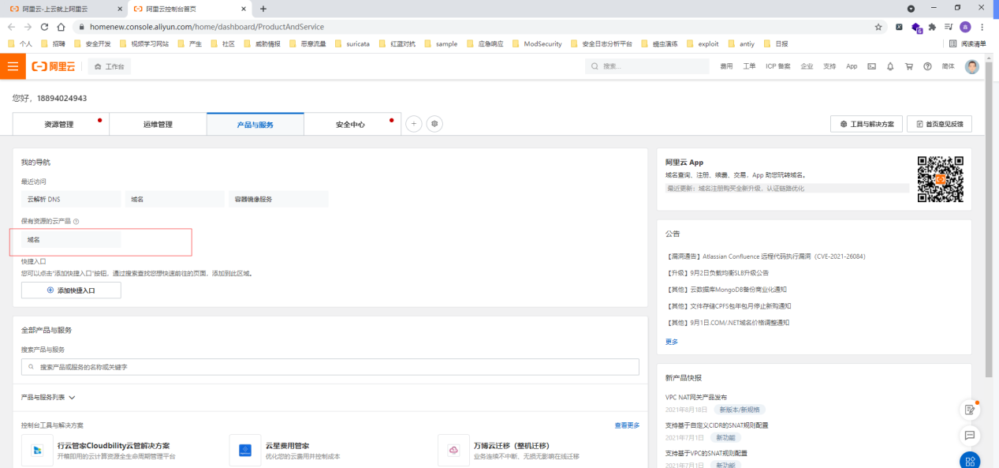 阿里云-上云就上阿里云
阿里云控制台首页
homenew.console.aliyun.com/home/dashboard/ProductAndService
个人 招聘 安全开发 视频学习网站 产生 社区 威胁情报 恶意流量 suricata 红蓝对抗 sample 应急响应 ModSecurity 安全日志分析平台 蠕虫演练 exploit antiy 日报 阅读清单
阿里云 工作台 搜索... 费用 工单 ICP 备案 企业 支持 App 简体
您好，18894024943
资源管理 运维管理 产品与服务 安全中心 工具与解决方案 首页意见反馈
我的导航
最近访问
云解析 DNS 域名 容器镜像服务
保有资源的云产品
域名
快捷入口
您可以点击"添加快捷入口"按钮，通过搜索查找您想快速前往的页面，添加到此区域。
添加快捷入口
全部产品与服务
搜索产品与服务
搜索产品或服务的名称或关键字
产品与服务列表
控制台工具与解决方案 查看更多
行云管家Cloudbility云管解决方案
开箱即用的云计算资源全生命周期管理平台
云星费用管家
优化您的云费用并控制成本
万博云迁移（整机迁移）
业务连续不中断，无损无影响在线迁移
阿里云 App
域名查询、注册、续费、交易，App 助您玩转域名。
最近更新：域名注册购买全新升级，认证链路优化
公告
【漏洞通告】Atlassian Confluence 远程代码执行漏洞（CVE-2021-26084）
【升级】9月2日负载均衡SLB升级公告
【其他】云数据库MongoDB备份商业化通知
【其他】文件存储CPFS包年包月停止新购通知
【其他】9月1日.COM/.NET域名价格调整通知
更多
新产品快报
VPC NAT网关产品发布
2021年8月18日 新版本/新规格
支持基于自定义CIDR的SNAT规则配置
2021年7月1日 新功能
支持基于VPC的SNAT规则配置
2021年7月1日 新功能